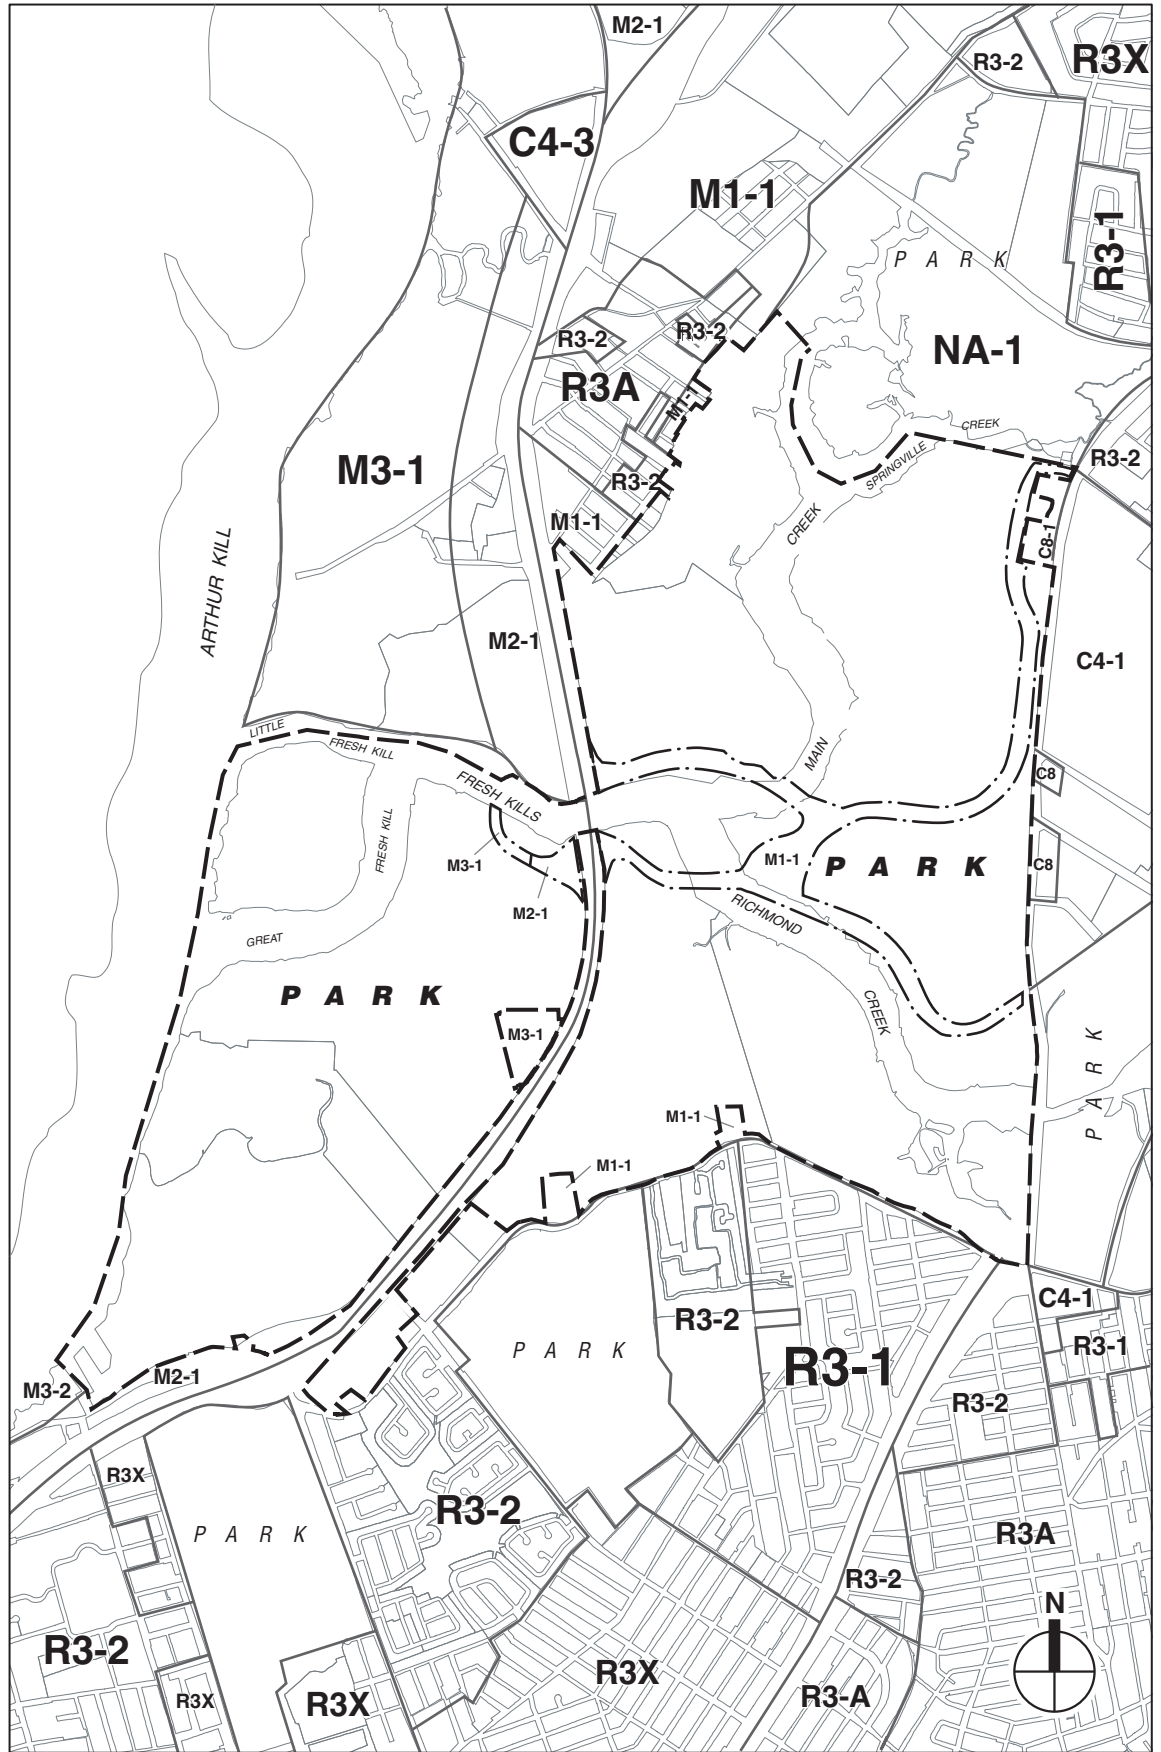 M2-1
R3-2
R3X
C4-3
M1-1
R3-1
PARK
NA-1
R3-2
R3-2
R3A
M1-1
M3-1
R3-2
M1-1
CREEK
SPRINGVILLE
R3-2
CREEK
C8-1
ARTHUR KILL
M2-1
C4-1
LITTLE
FRESH KILL
MAIN
FRESH KILLS
C8
FRESH KILL
M3-1
M1-1
PARK
C8
M2-1
RICHMOND
GREAT
PARK
CREEK
M3-1
PARK
M1-1
M1-1
R3-2
C4-1
PARK
R3-1
R3-1
M2-1
M3-2
R3-2
R3X
R3-2
PARK
R3A
R3-2
N
R3-2
R3X
R3X
R3X
R3-A